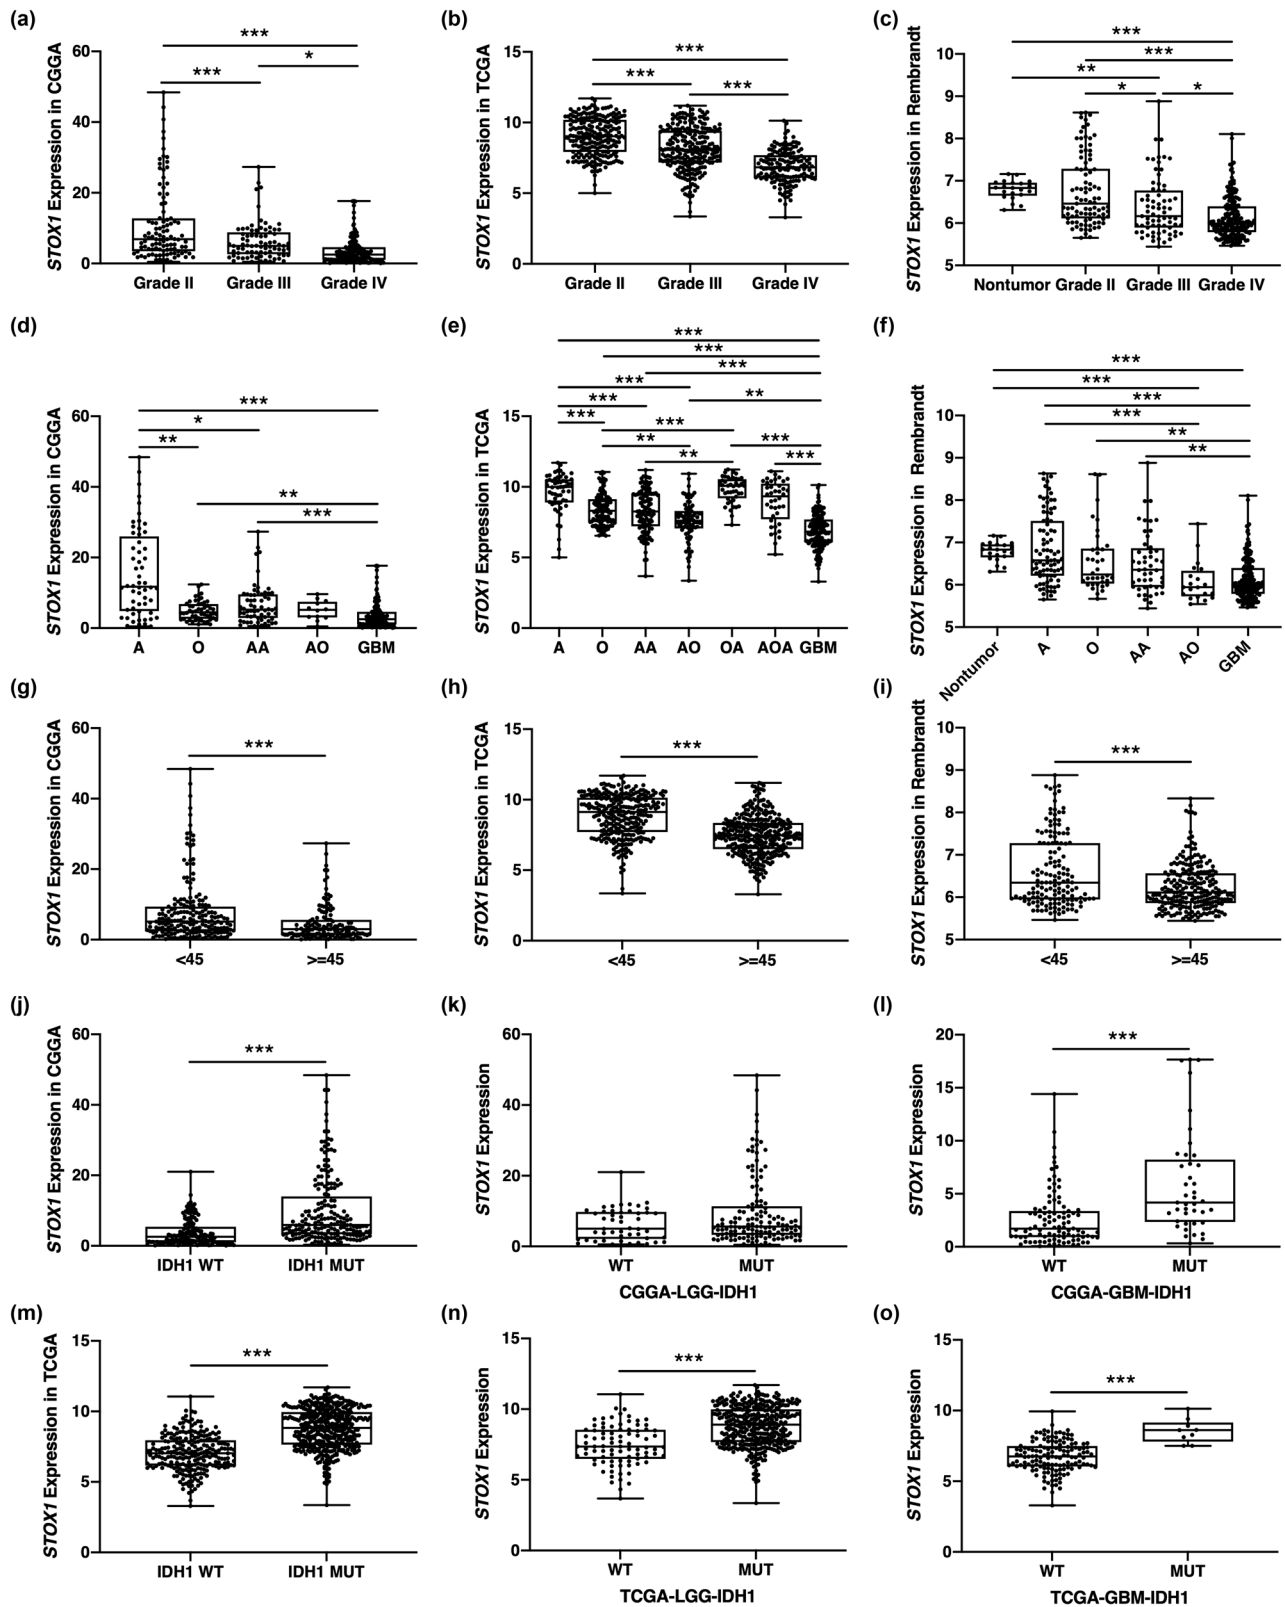 (a)
STOX1 Expression in CGGA
60
40
20
0
***
*
***
Grade II Grade III Grade IV
(b)
STOX1 Expression in TCGA
15
10
5
0
***
***
***
Grade II Grade III Grade IV
(c)
STOX1 Expression in Rembrandt
10
9
8
7
6
5
***
***
**
* *
Nontumor Grade II Grade III Grade IV
(d)
STOX1 Expression in CGGA
60
40
20
0
***
*
**
**
***
A O AA AO GBM
(e)
STOX1 Expression in TCGA
15
10
5
0
***
***
***
***
**
***
***
***
**
***
**
***
A O AA AO OA AOA GBM
(f)
STOX1 Expression in Rembrandt
10
9
8
7
6
5
***
***
***
***
**
**
Nontumor A O AA AO GBM
(g)
STOX1 Expression in CGGA
60
40
20
0
***
<45 >=45
(h)
STOX1 Expression in TCGA
15
10
5
0
***
<45 >=45
(i)
STOX1 Expression in Rembrandt
10
9
8
7
6
5
***
<45 >=45
(j)
STOX1 Expression in CGGA
60
40
20
0
***
IDH1 WT IDH1 MUT
(k)
STOX1 Expression
60
40
20
0
WT MUT
CGGA-LGG-IDH1
(l)
STOX1 Expression
20
15
10
5
0
***
WT MUT
CGGA-GBM-IDH1
(m)
STOX1 Expression in TCGA
15
10
5
0
***
IDH1 WT IDH1 MUT
(n)
STOX1 Expression
15
10
5
0
***
WT MUT
TCGA-LGG-IDH1
(o)
STOX1 Expression
15
10
5
0
***
WT MUT
TCGA-GBM-IDH1